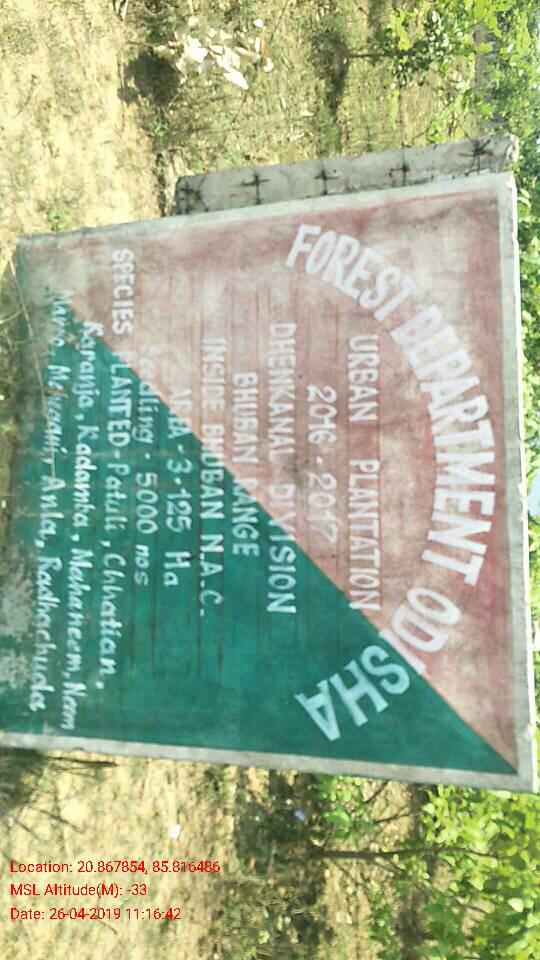 FOREST DEPARTMENT ODISHA
URBAN PLANTATION
2016-2017
DHENKANAL DIVISION
BHUBAN RANGE
INSIDE BHUBAN N.A.C.
AREA-3.125 Ha
5000 nos
SPECIES PLANTED-Patuli, Chhatian,
Karanja, Kadamba, Mahaneem, Neem
Anla, Radhachuda
Location: 20.867854, 85.816486
MSL Altitude(M): -33
Date: 26-04-2019 11:16:42